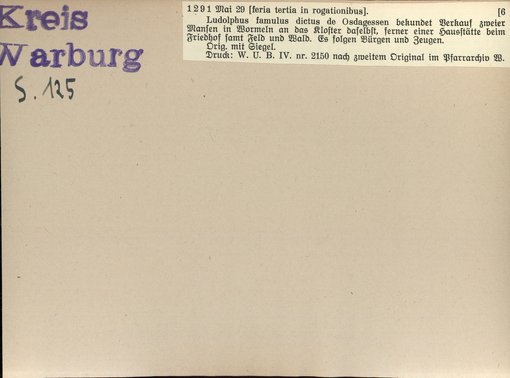 Kreis
Warburg
S. 125
1291 Mai 29 [feria tertia in rogationibus]. [6
Ludolphus famulus dictus de Osdagessen bekundet Verkauf zweier
Mansen in Wormeln an das Kloster daselbst, ferner einer Hausstätte beim
Friedhof samt Feld und Wald. Es folgen Bürgen und Zeugen.
Orig. mit Siegel.
Druck: W. U. B. IV. nr. 2150 nach zweitem Original im Pfarrarchiv W.